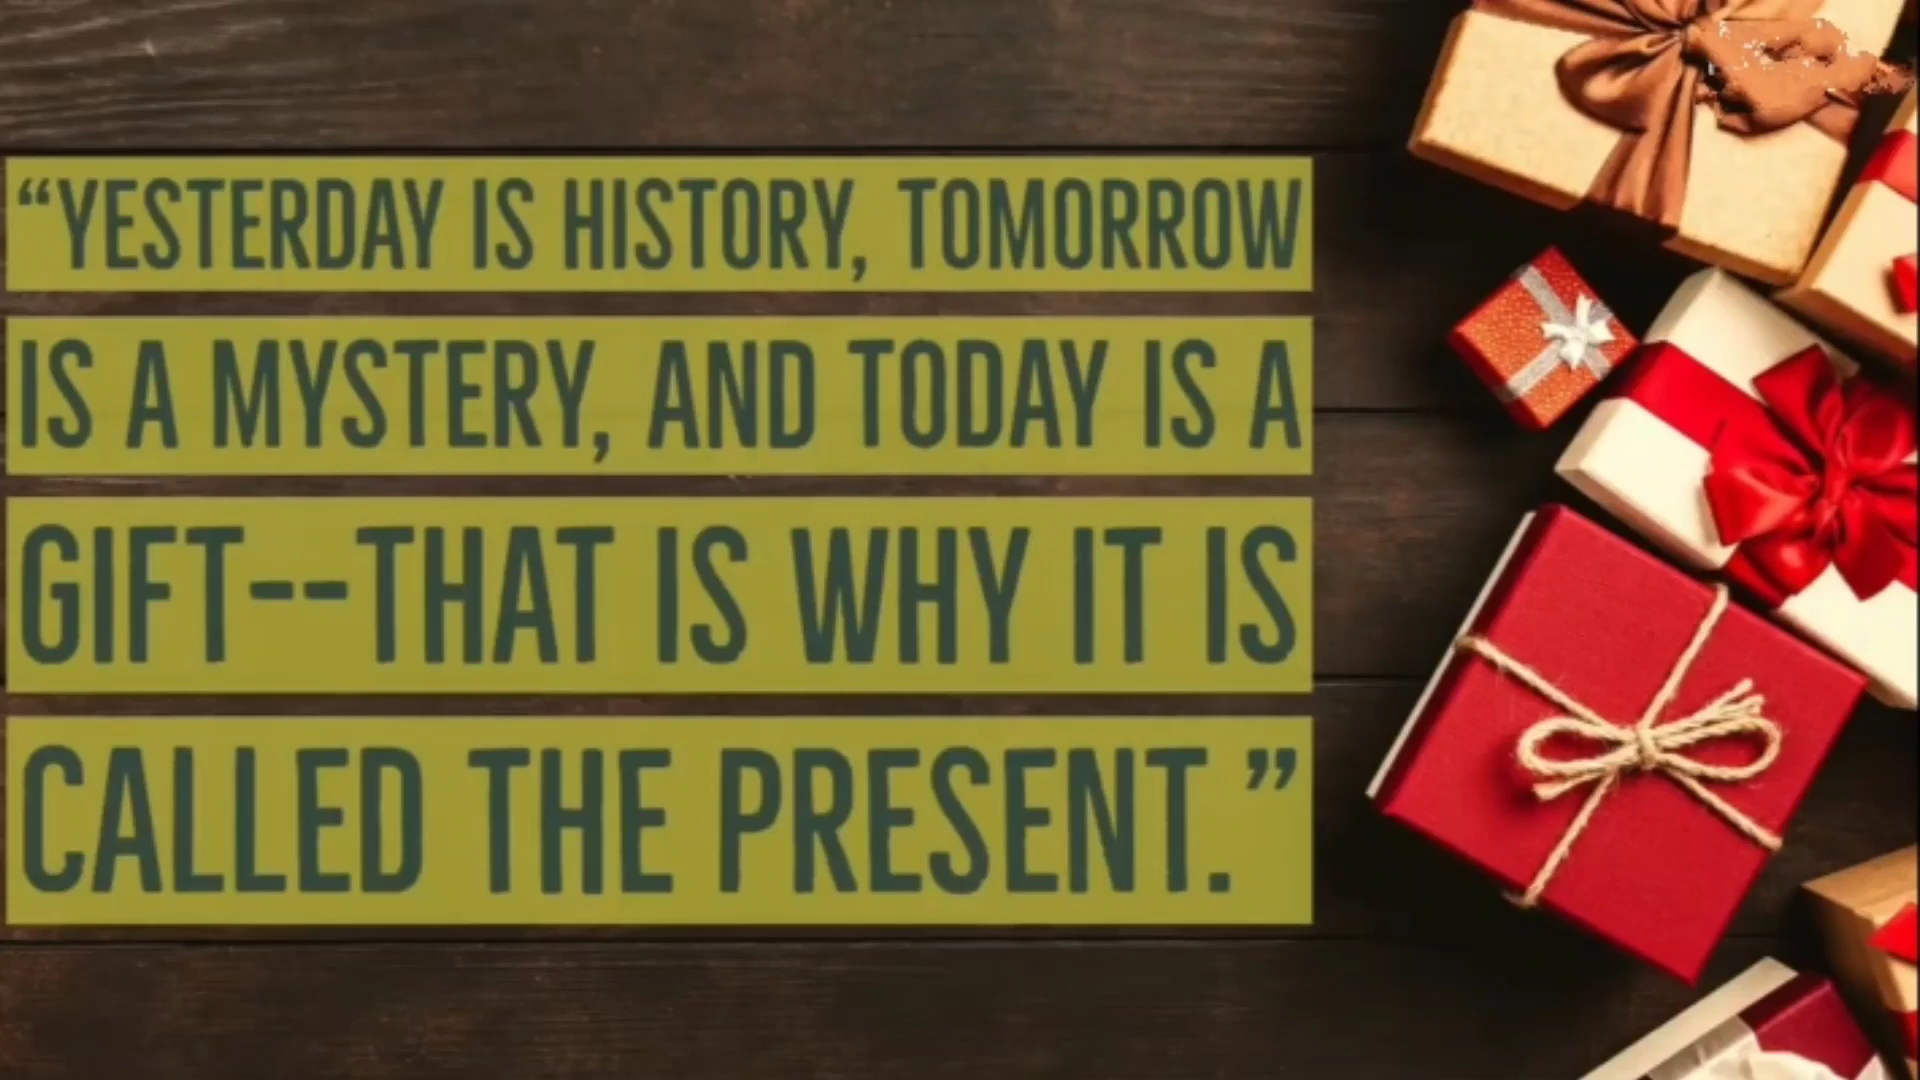 “YESTERDAY IS HISTORY, TOMORROW
IS A MYSTERY, AND TODAY IS A
GIFT--THAT IS WHY IT IS
CALLED THE PRESENT.”